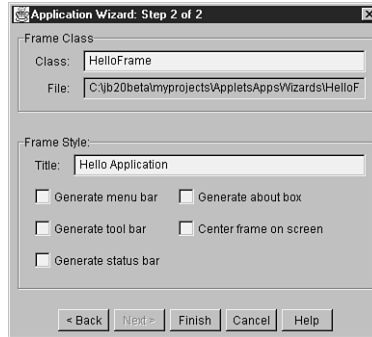 Application Wizard: Step 2 of 2
Frame Class
Class: HelloFrame
File: C:\jb20beta\myprojects\AppletsAppsWizards\HelloF
Frame Style:
Title: Hello Application
Generate menu bar Generate about box
Generate tool bar Center frame on screen
Generate status bar
< Back Next > Finish Cancel Help